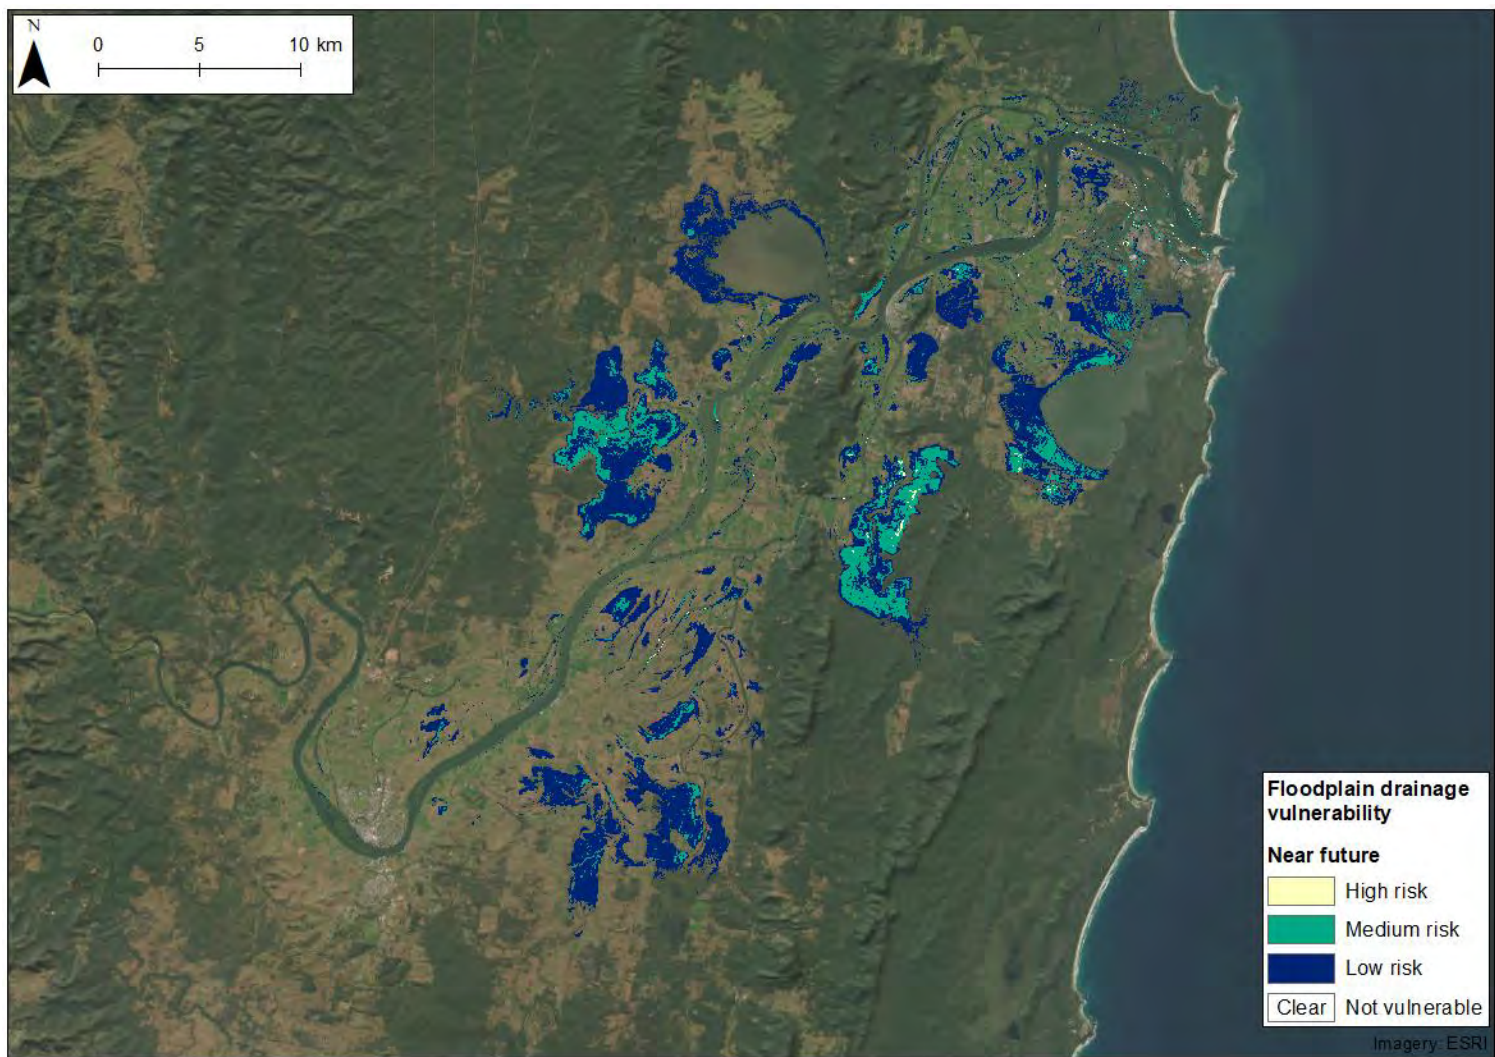 N
0 5 10 km
Floodplain drainage
vulnerability
Near future
High risk
Medium risk
Low risk
Clear Not vulnerable
Imagery: ESRI